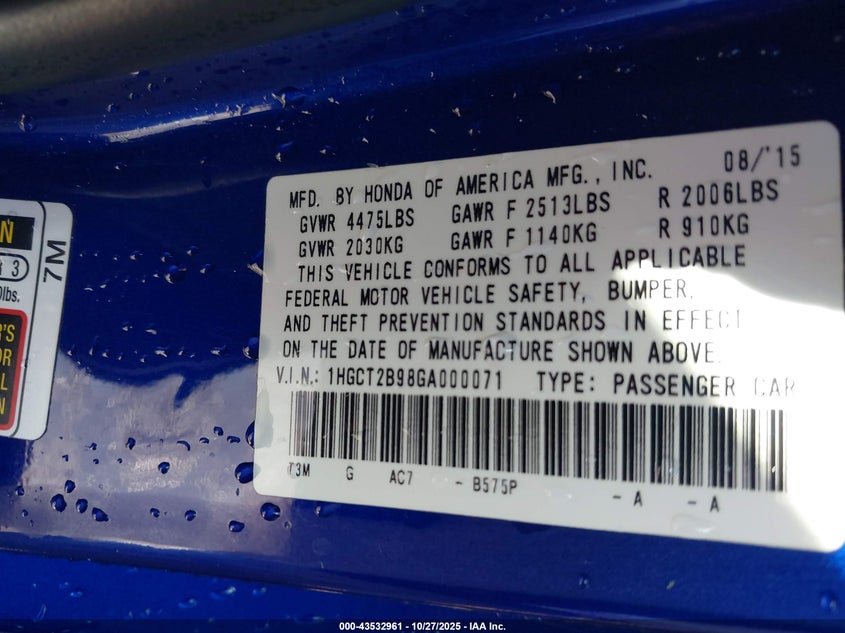 MFD. BY HONDA OF AMERICA MFG., INC. 08/'15
GVWR 4475LBS GAWR F 2513LBS R 2006LBS
GVWR 2030KG GAWR F 1140KG R 910KG
THIS VEHICLE CONFORMS TO ALL APPLICABLE
FEDERAL MOTOR VEHICLE SAFETY, BUMPER,
AND THEFT PREVENTION STANDARDS IN EFFECT
ON THE DATE OF MANUFACTURE SHOWN ABOVE.
V.I.N.: 1HGCT2B98GA000071 TYPE: PASSENGER CAR
T3M G AC7 - B575P - A - A
N
3
0lbs.
7M
R'S
OR
L
N
000-43532961 - 10/27/2025 - IAA Inc.